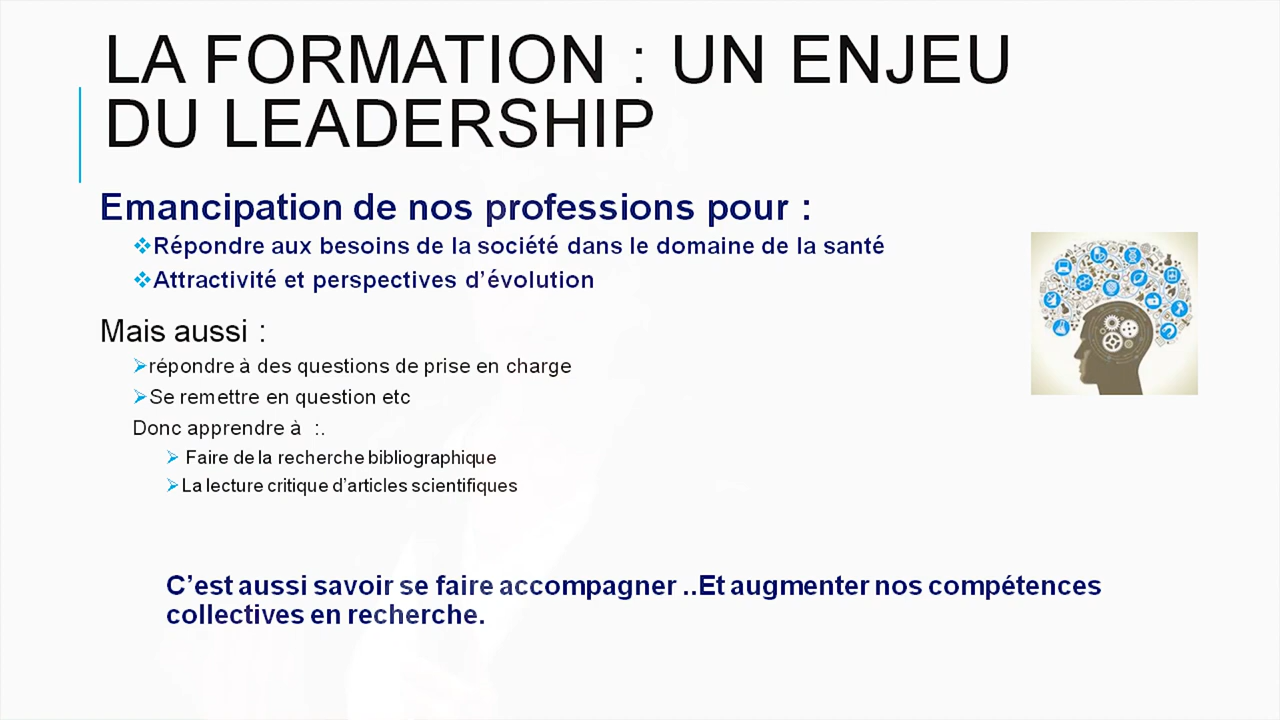 LA FORMATION : UN ENJEU
DU LEADERSHIP
Emancipation de nos professions pour :
❖Répondre aux besoins de la société dans le domaine de la santé
❖Attractivité et perspectives d’évolution
Mais aussi :
➢répondre à des questions de prise en charge
➢Se remettre en question etc
Donc apprendre à :.
➢ Faire de la recherche bibliographique
➢La lecture critique d’articles scientifiques
C’est aussi savoir se faire accompagner ..Et augmenter nos compétences
collectives en recherche.